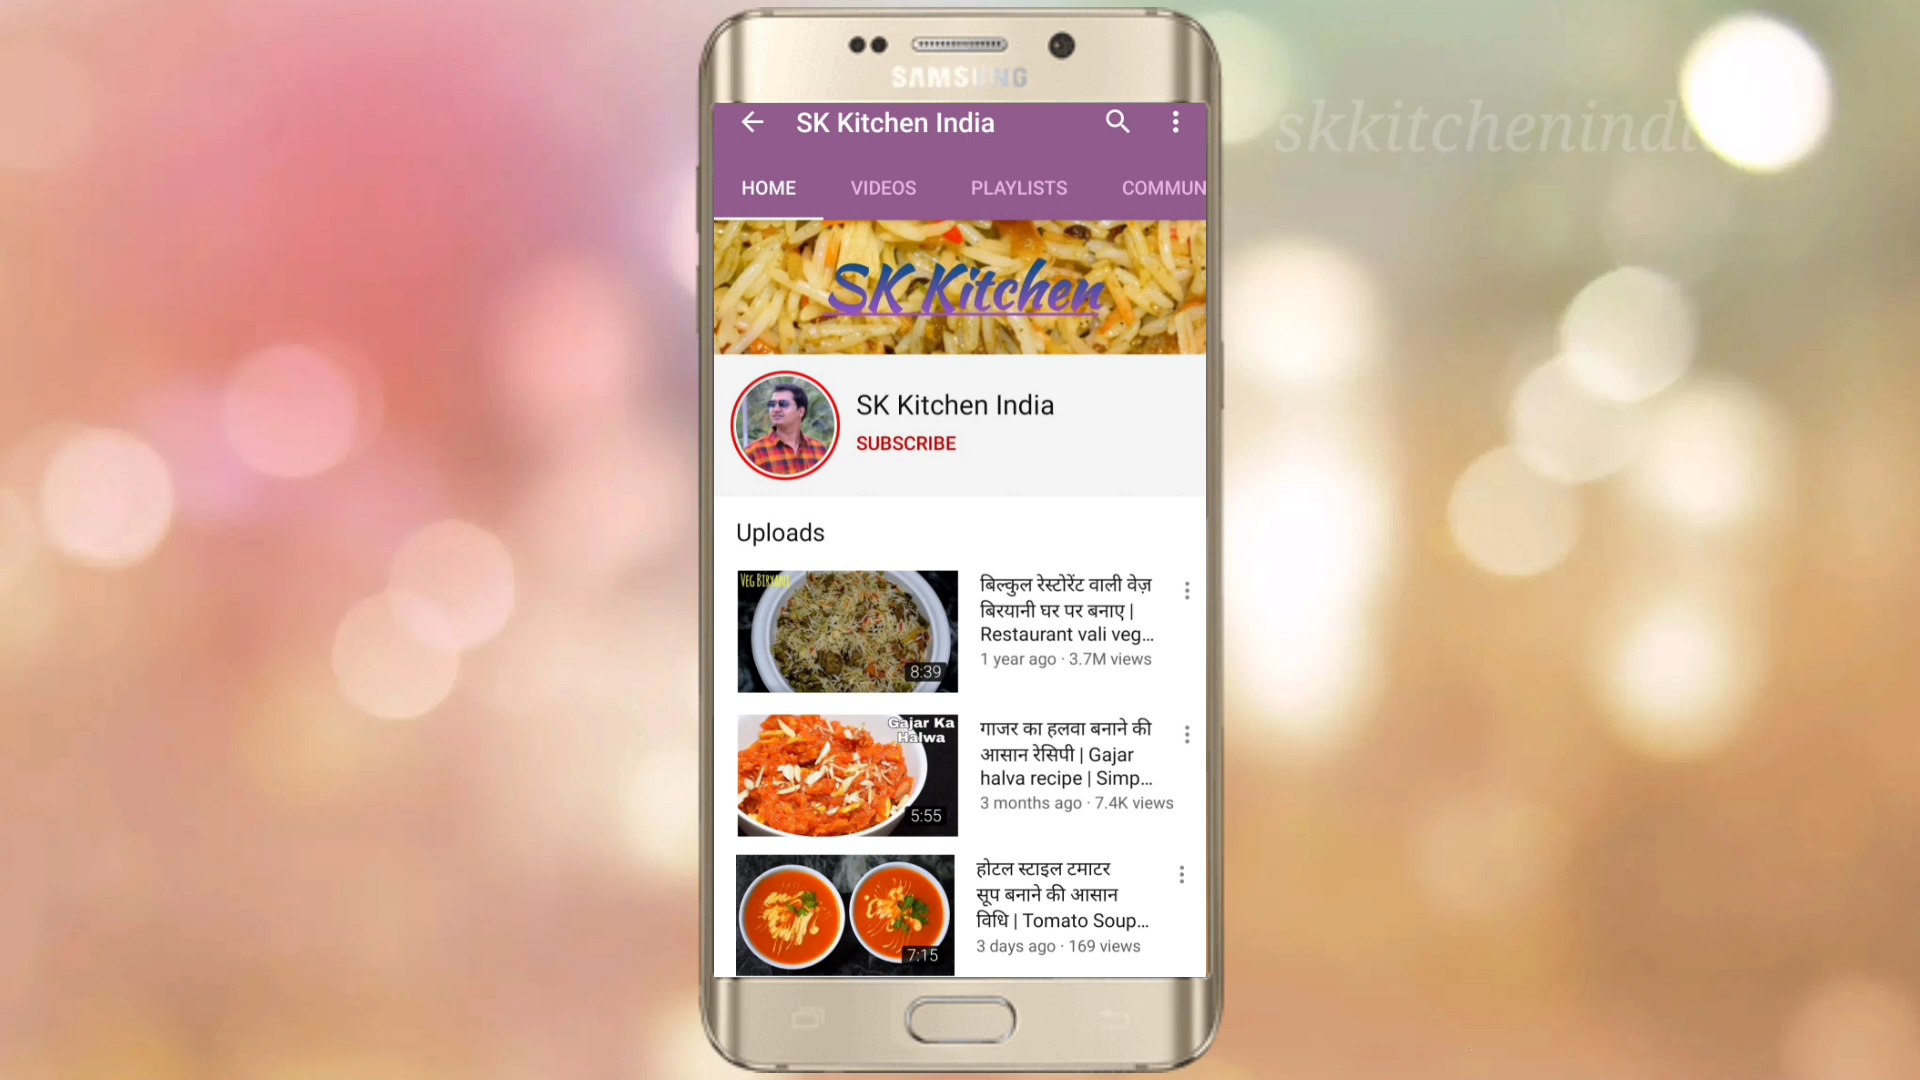 SAMSUNG
skkitchenindi
SK Kitchen India
HOME VIDEOS PLAYLISTS COMMUN
SK Kitchen
SK Kitchen India
SUBSCRIBE
Uploads
VEG BIRYANI
8:39
बिल्कुल रेस्टोरेंट वाली वेज़
बिरयानी घर पर बनाए |
Restaurant vali veg...
1 year ago · 3.7M views
Gajar Ka
Halwa
5:55
गाजर का हलवा बनाने की
आसान रेसिपी | Gajar
halva recipe | Simp...
3 months ago · 7.4K views
7:15
होटल स्टाइल टमाटर
सूप बनाने की आसान
विधि | Tomato Soup...
3 days ago · 169 views